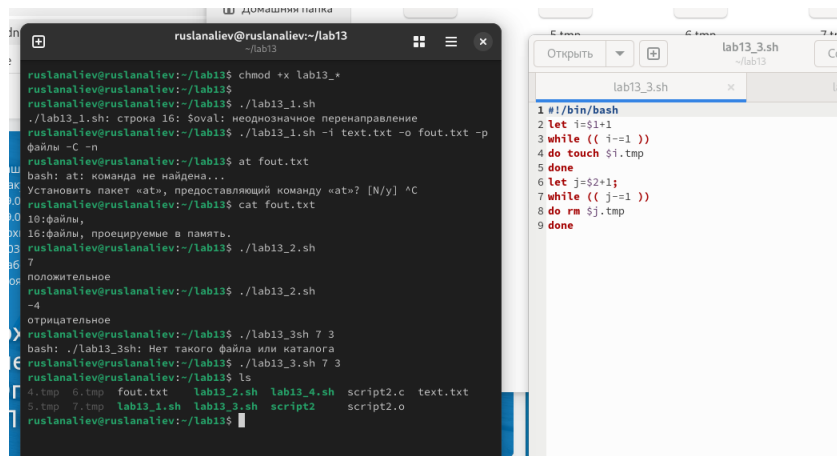 Домашняя папка
ruslanaliev@ruslanaliev:~/lab13
~/lab13
ruslanaliev@ruslanaliev:~/lab13$ chmod +x lab13_*
ruslanaliev@ruslanaliev:~/lab13$
ruslanaliev@ruslanaliev:~/lab13$ ./lab13_1.sh
./lab13_1.sh: строка 16: $oval: неоднозначное перенаправление
ruslanaliev@ruslanaliev:~/lab13$ ./lab13_1.sh -i text.txt -o fout.txt -p
файлы -C -n
ruslanaliev@ruslanaliev:~/lab13$ at fout.txt
bash: at: команда не найдена...
Установить пакет «at», предоставляющий команду «at»? [N/y] ^C
ruslanaliev@ruslanaliev:~/lab13$ cat fout.txt
10:файлы,
16:файлы, проецируемые в память.
ruslanaliev@ruslanaliev:~/lab13$ ./lab13_2.sh
7
положительное
ruslanaliev@ruslanaliev:~/lab13$ ./lab13_2.sh
-4
отрицательное
ruslanaliev@ruslanaliev:~/lab13$ ./lab13_3sh 7 3
bash: ./lab13_3sh: Нет такого файла или каталога
ruslanaliev@ruslanaliev:~/lab13$ ./lab13_3.sh 7 3
ruslanaliev@ruslanaliev:~/lab13$ ls
4.tmp 6.tmp fout.txt lab13_2.sh lab13_4.sh script2.c text.txt
5.tmp 7.tmp lab13_1.sh lab13_3.sh script2 script2.o
ruslanaliev@ruslanaliev:~/lab13$
5.tmp 6.tmp
Открыть
lab13_3.sh
~/lab13
lab13_3.sh
1 #!/bin/bash
2 let i=$1+1
3 while (( i-=1 ))
4 do touch $i.tmp
5 done
6 let j=$2+1;
7 while (( j-=1 ))
8 do rm $j.tmp
9 done